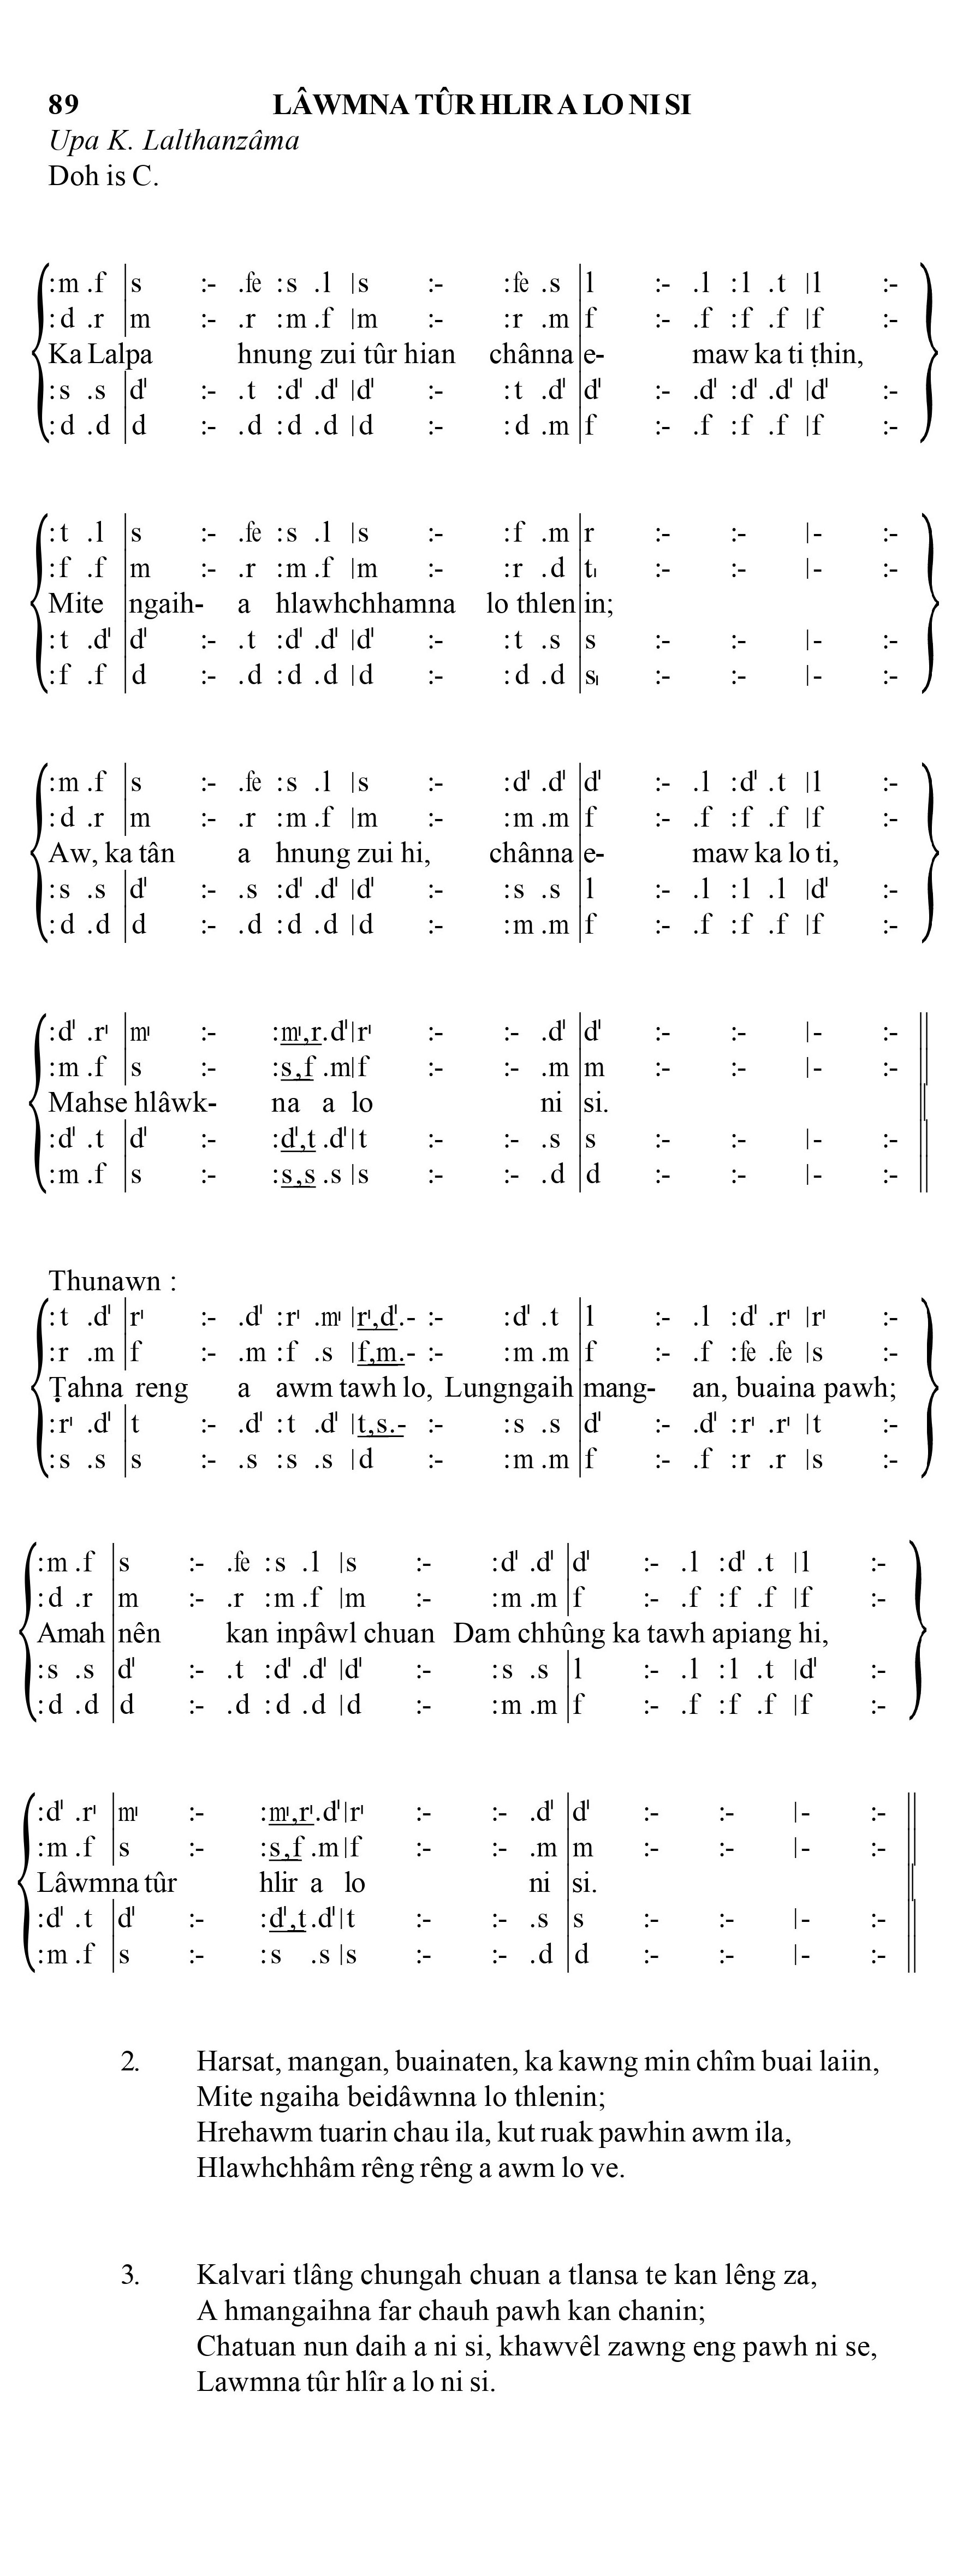 89 LÂWMNA TÛR HLIR A LO NI SI
Upa K. Lalthanzâma
Doh is C.
:m .f |s :- .fe :s .l |s :- :fe .s |l :- .l :l .t |l :-
:d .r |m :- .r :m .f |m :- :r .m |f :- .f :f .f |f :-
Ka Lalpa hnung zui tûr hian chânna e- maw ka ti ṭhin,
:s .s |d' :- .t :d' .d' |d' :- :t .d' |d' :- .d' :d' .d' |d' :-
:d .d |d :- .d :d .d |d :- :d .m |f :- .f :f .f |f :-
:t .l |s :- .fe :s .l |s :- :f .m |r :- :- |- :-
:f .f |m :- .r :m .f |m :- :r .d |t, :- :- |- :-
Mite ngaih- a hlawhchhamna lo thlen in;
:t .d' |d' :- .t :d' .d' |d' :- :t .s |s :- :- |- :-
:f .f |d :- .d :d .d |d :- :d .d |s, :- :- |- :-
:m .f |s :- .fe :s .l |s :- :d' .d' |d' :- .l :d' .t |l :-
:d .r |m :- .r :m .f |m :- :m .m |f :- .f :f .f |f :-
Aw, ka tân a hnung zui hi, chânna e- maw ka lo ti,
:s .s |d' :- .s :d' .d' |d' :- :s .s |l :- .l :l .l |d' :-
:d .d |d :- .d :d .d |d :- :m .m |f :- .f :f .f |f :-
:d' .r' |m' :- :m',r.d'|r' :- :- .d' |d' :- :- |- :-
:m .f |s :- :s,f .m|f :- :- .m |m :- :- |- :-
Mahse hlâwk- na a lo ni si.
:d' .t |d' :- :d',t .d'|t :- :- .s |s :- :- |- :-
:m .f |s :- :s,s .s |s :- :- .d |d :- :- |- :-
Thunawn :
:t .d' |r' :- .d' :r' .m' |r',d'.- :- :d' .t |l :- .l :d' .r' |r' :-
:r .m |f :- .m :f .s |f,m.- :- :m .m |f :- .f :fe .fe |s :-
Ṭahna reng a awm tawh lo, Lungngaih mang- an, buaina pawh;
:r' .d' |t :- .d' :t .d' |t,s.- :- :s .s |d' :- .d' :r' .r' |t :-
:s .s |s :- .s :s .s |d :- :m .m |f :- .f :r .r |s :-
:m .f |s :- .fe :s .l |s :- :d' .d' |d' :- .l :d' .t |l :-
:d .r |m :- .r :m .f |m :- :m .m |f :- .f :f .f |f :-
Amah nên kan inpâwl chuan Dam chhûng ka tawh apiang hi,
:s .s |d' :- .t :d' .d' |d' :- :s .s |l :- .l :l .t |d' :-
:d .d |d :- .d :d .d |d :- :m .m |f :- .f :f .f |f :-
:d' .r' |m' :- :m',r'.d'|r' :- :- .d' |d' :- :- |- :-
:m .f |s :- :s,f .m|f :- :- .m |m :- :- |- :-
Lâwmna tûr hlir a lo ni si.
:d' .t |d' :- :d',t .d'|t :- :- .s |s :- :- |- :-
:m .f |s :- :s .s |s :- :- .d |d :- :- |- :-
2. Harsat, mangan, buainaten, ka kawng min chîm buai laiin,
Mite ngaiha beidâwnna lo thlenin;
Hrehawm tuarin chau ila, kut ruak pawhin awm ila,
Hlawhchhâm rêng rêng a awm lo ve.
3. Kalvari tlâng chungah chuan a tlansa te kan lêng za,
A hmangaihna far chauh pawh kan chanin;
Chatuan nun daih a ni si, khawvêl zawng eng pawh ni se,
Lawmna tûr hlîr a lo ni si.